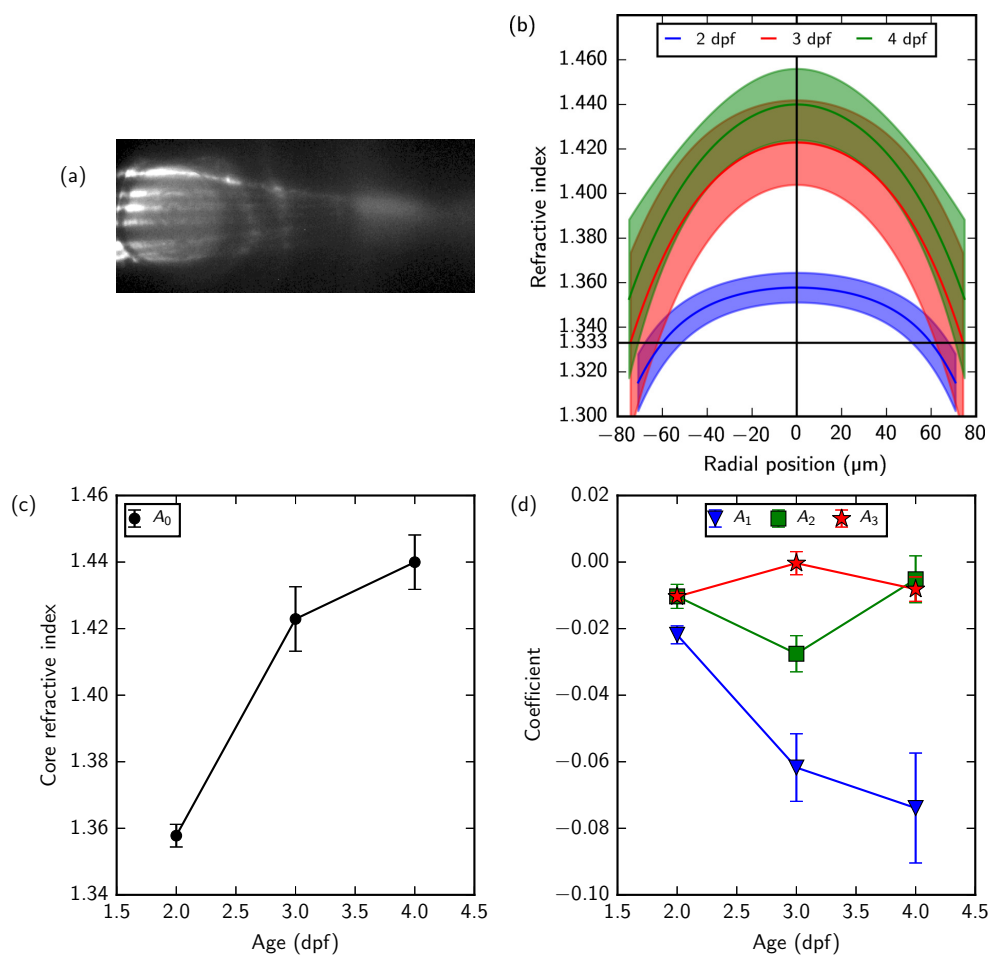 (a)
(b)
2 dpf 3 dpf 4 dpf
Refractive index
1.460
1.440
1.420
1.400
1.380
1.360
1.340
1.333
1.320
1.300
−80 −60 −40 −20 0 20 40 60 80
Radial position (µm)
(c)
A0
Core refractive index
1.46
1.44
1.42
1.40
1.38
1.36
1.34
1.5 2.0 2.5 3.0 3.5 4.0 4.5
Age (dpf)
(d)
A1 A2 A3
Coefficient
0.02
0.00
−0.02
−0.04
−0.06
−0.08
−0.10
1.5 2.0 2.5 3.0 3.5 4.0 4.5
Age (dpf)